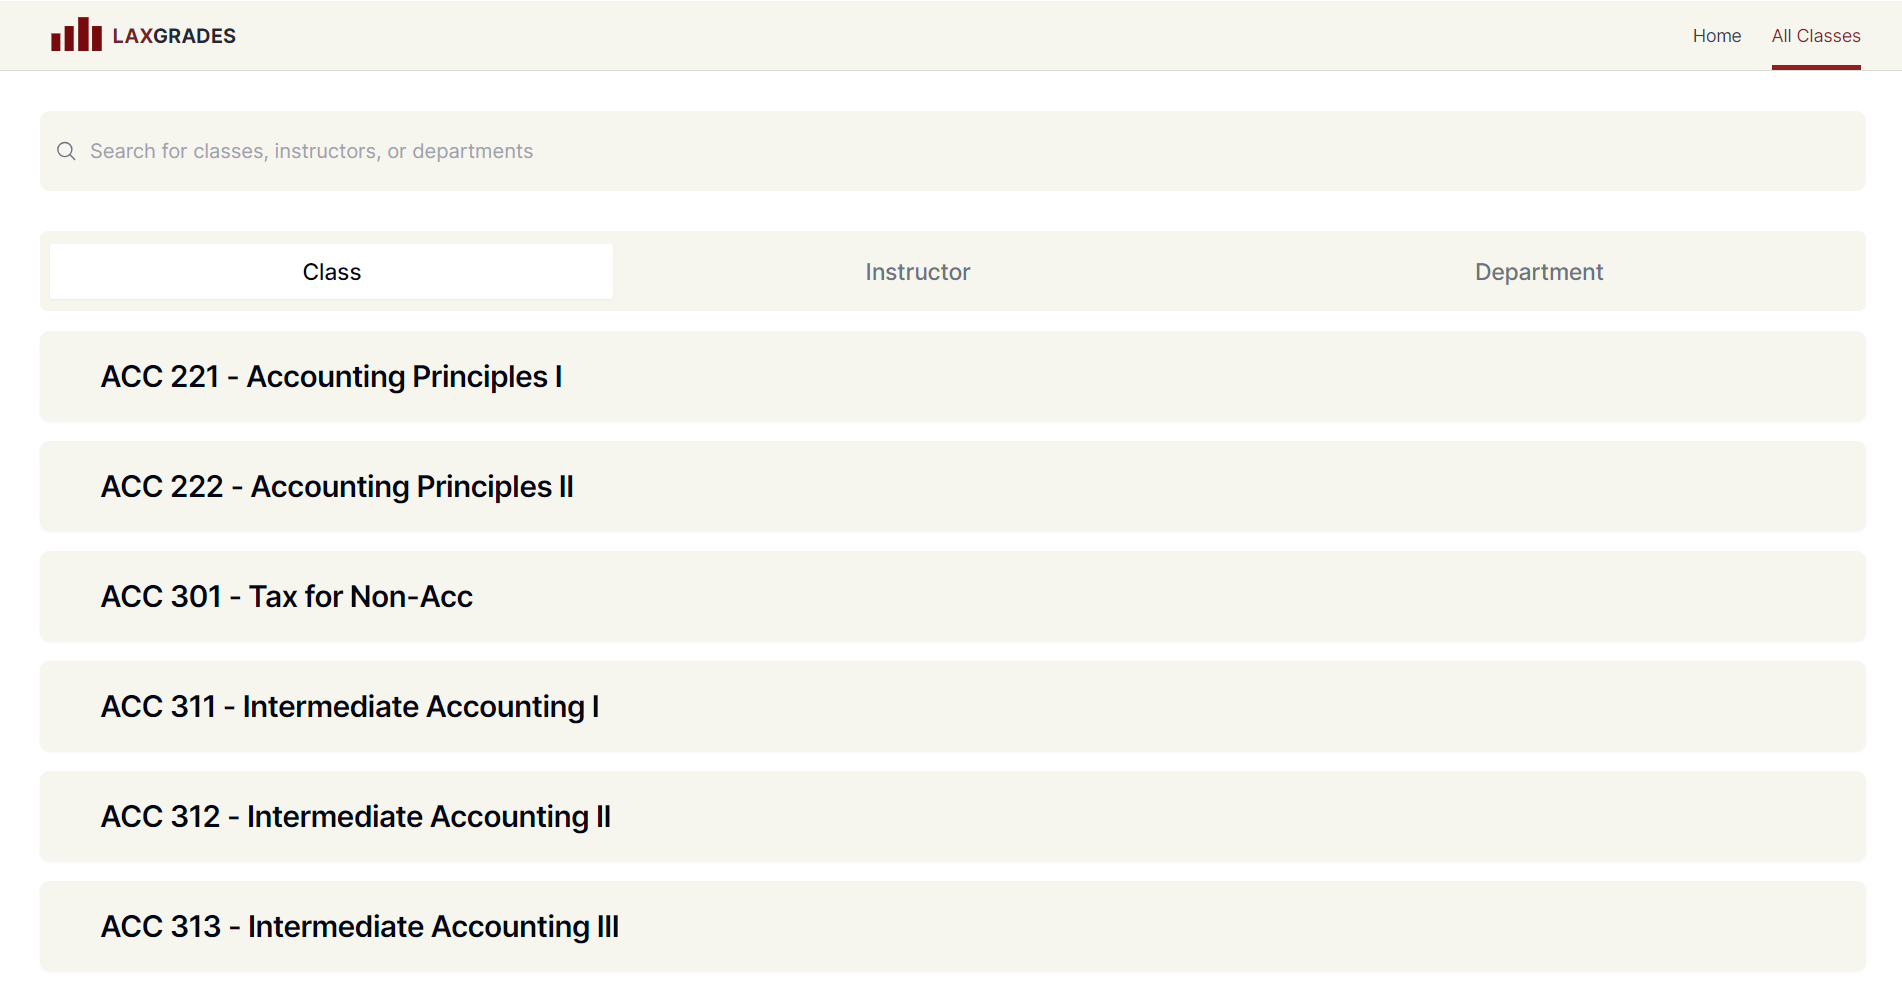 LAXGRADES
Home
All Classes
Search for classes, instructors, or departments
Class
Instructor
Department
ACC 221 - Accounting Principles I
ACC 222 - Accounting Principles II
ACC 301 - Tax for Non-Acc
ACC 311 - Intermediate Accounting I
ACC 312 - Intermediate Accounting II
ACC 313 - Intermediate Accounting III